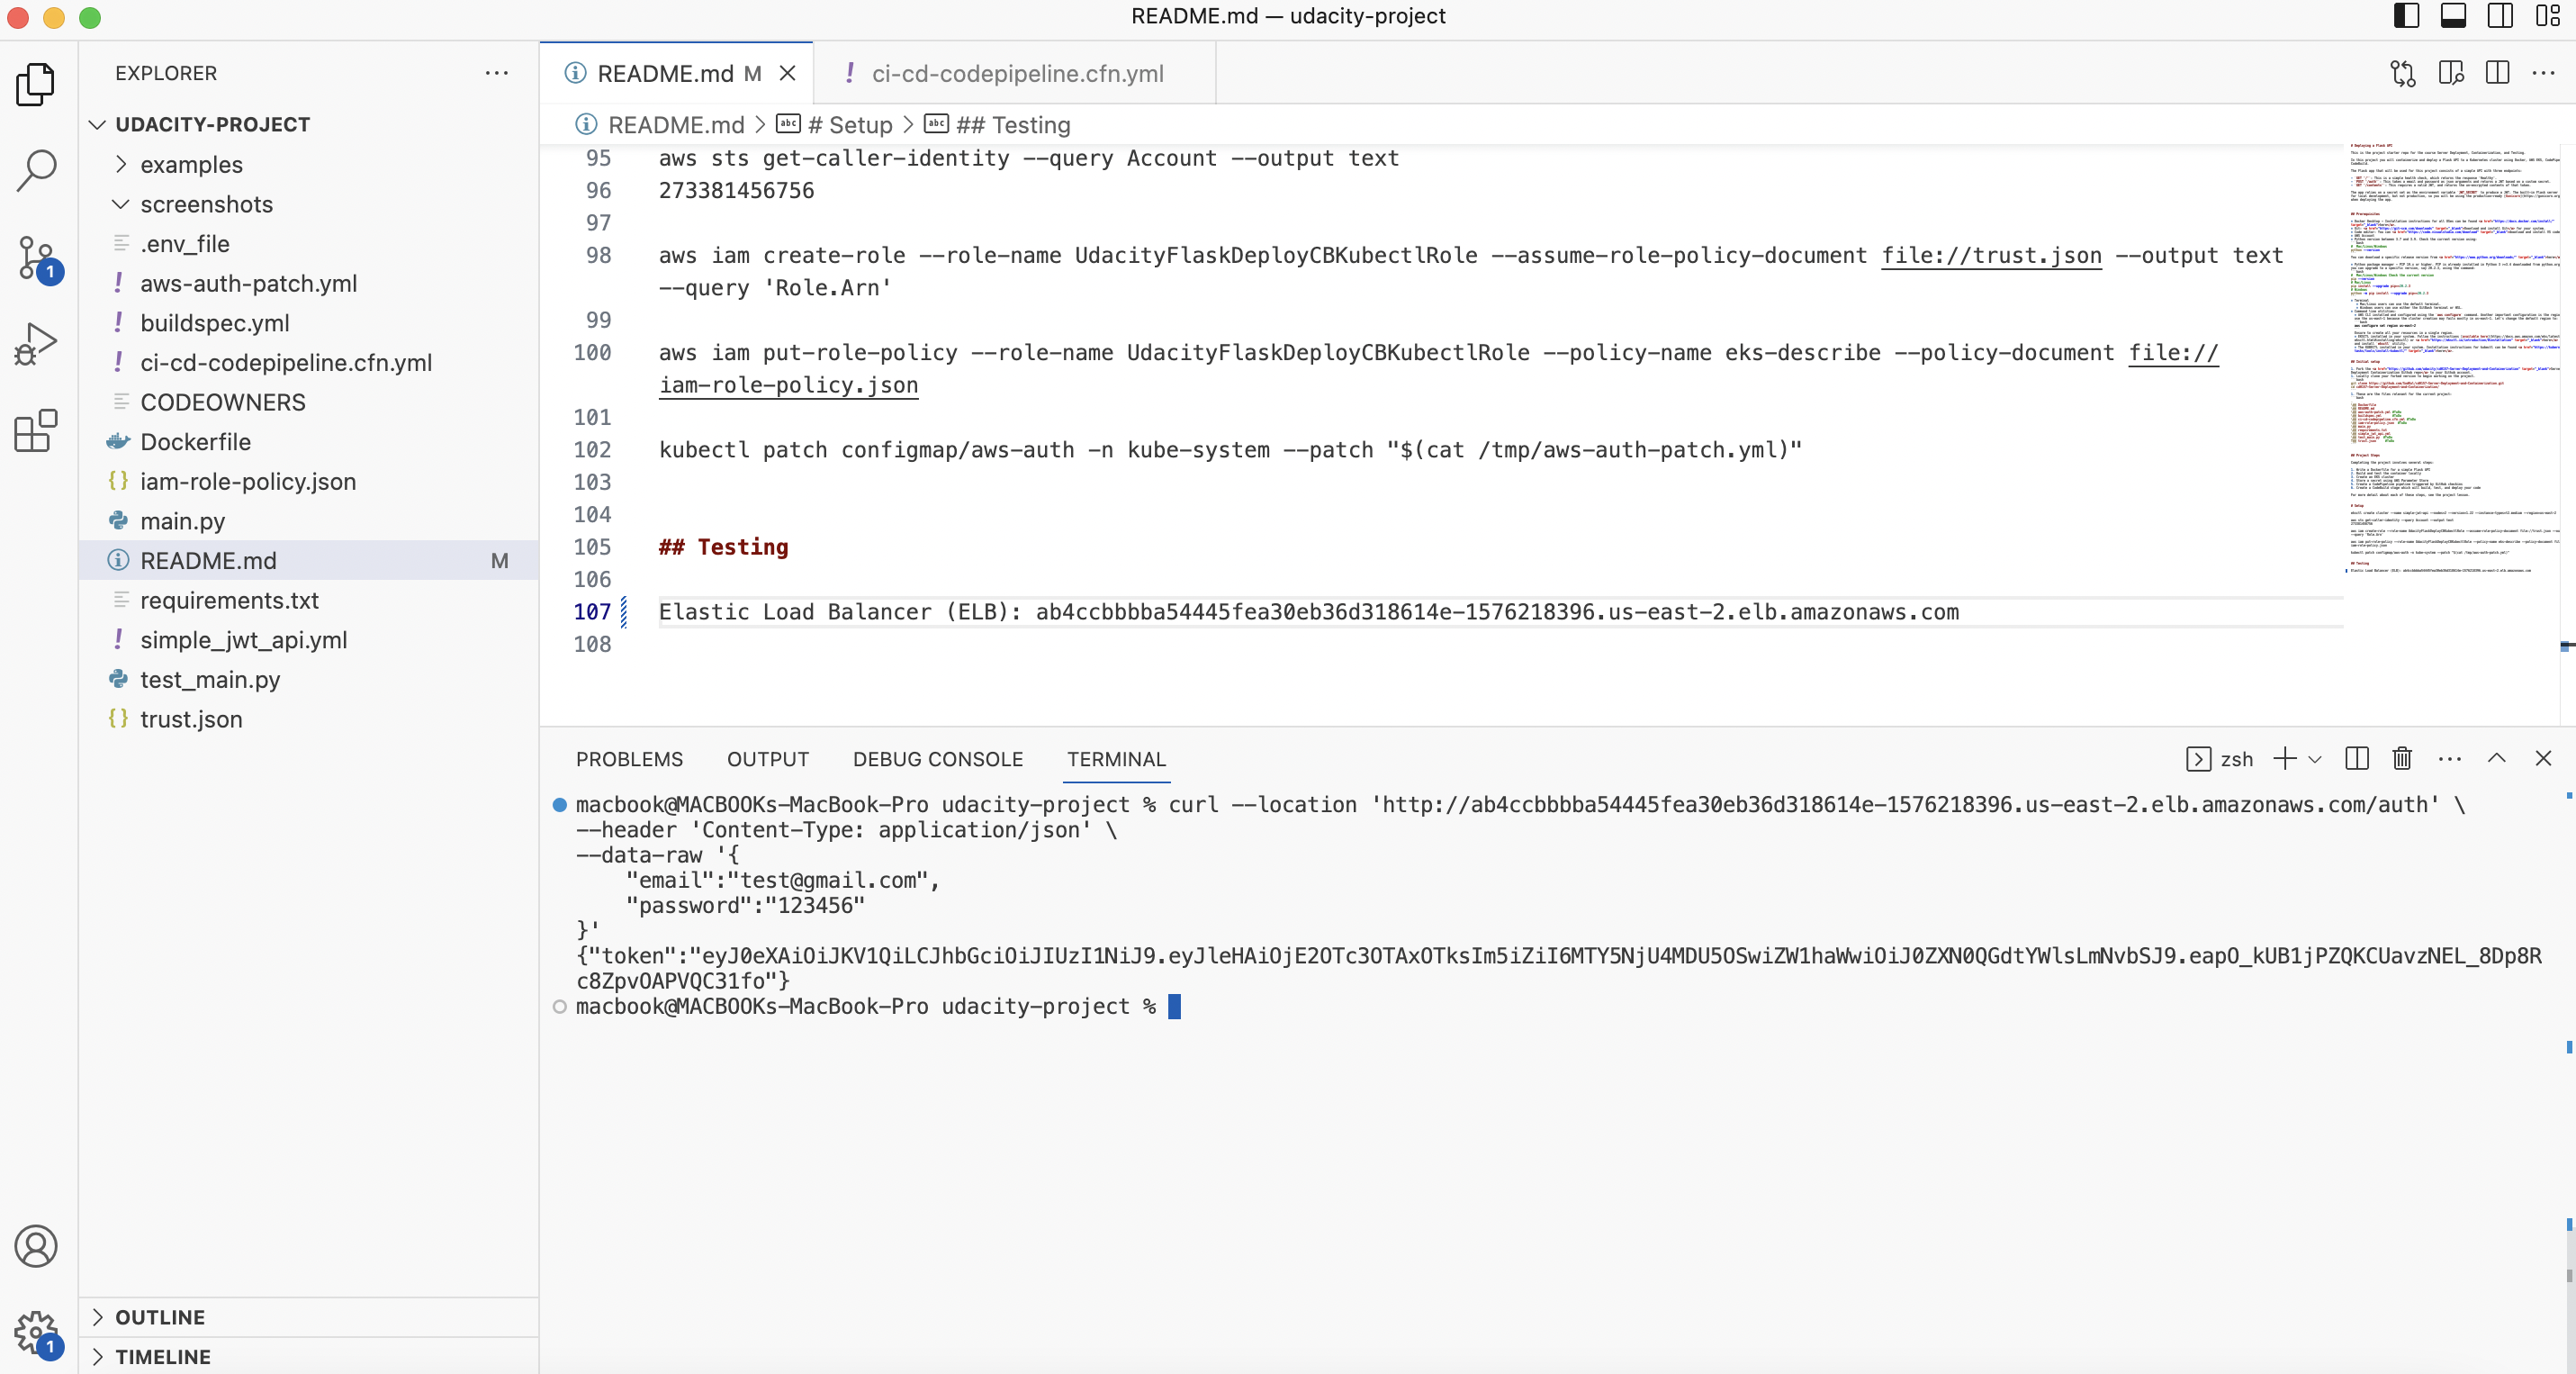 README.md — udacity-project
EXPLORER
README.md M
! ci-cd-codepipeline.cfn.yml
UDACITY-PROJECT
README.md > # Setup > ## Testing
examples
screenshots
.env_file
! aws-auth-patch.yml
! buildspec.yml
! ci-cd-codepipeline.cfn.yml
CODEOWNERS
Dockerfile
{} iam-role-policy.json
main.py
README.md M
requirements.txt
! simple_jwt_api.yml
test_main.py
{} trust.json
OUTLINE
TIMELINE
1
1
95 aws sts get-caller-identity --query Account --output text
96 273381456756
97
98 aws iam create-role --role-name UdacityFlaskDeployCBKubectlRole --assume-role-policy-document file://trust.json --output text
--query 'Role.Arn'
99
100 aws iam put-role-policy --role-name UdacityFlaskDeployCBKubectlRole --policy-name eks-describe --policy-document file://
iam-role-policy.json
101
102 kubectl patch configmap/aws-auth -n kube-system --patch "$(cat /tmp/aws-auth-patch.yml)"
103
104
105 ## Testing
106
107 Elastic Load Balancer (ELB): ab4ccbbbba54445fea30eb36d318614e-1576218396.us-east-2.elb.amazonaws.com
108
PROBLEMS OUTPUT DEBUG CONSOLE TERMINAL
zsh
macbook@MACBOOKs-MacBook-Pro udacity-project % curl --location 'http://ab4ccbbbba54445fea30eb36d318614e-1576218396.us-east-2.elb.amazonaws.com/auth' \
--header 'Content-Type: application/json' \
--data-raw '{
"email":"test@gmail.com",
"password":"123456"
}'
{"token":"eyJ0eXAiOiJKV1QiLCJhbGciOiJIUzI1NiJ9.eyJleHAiOjE2OTc3OTAxOTksIm5iZiI6MTY5NjU4MDU5OSwiZW1haWwiOiJ0ZXN0QGdtYWlsLmNvbSJ9.eapO_kUB1jPZQKCUavzNEL_8Dp8R
c8ZpvOAPVQC31fo"}
macbook@MACBOOKs-MacBook-Pro udacity-project %